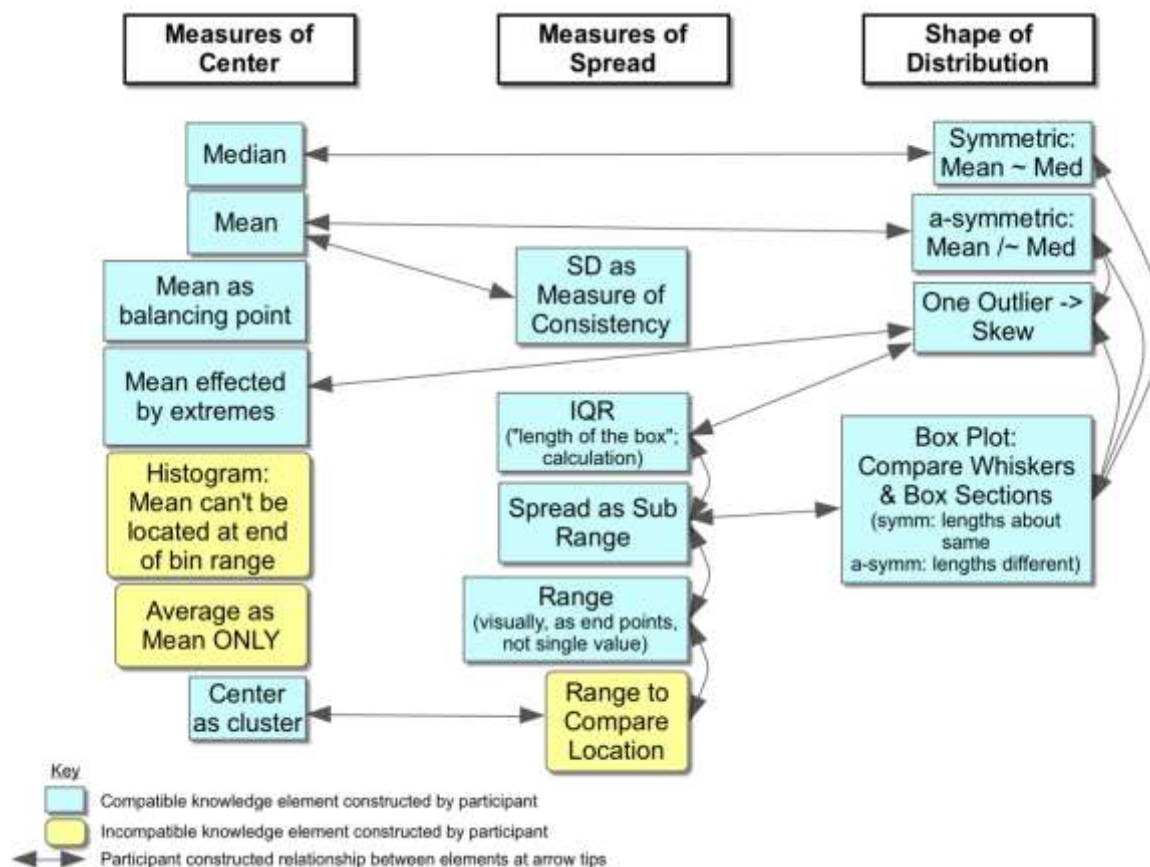 Measures of
Center
Measures of
Spread
Shape of
Distribution
Median
Mean
Mean as
balancing point
Mean effected
by extremes
Histogram:
Mean can't be
located at end
of bin range
Average as
Mean ONLY
Center
as cluster
SD as
Measure of
Consistency
IQR
("length of the box";
calculation)
Spread as Sub
Range
Range
(visually, as end points,
not single value)
Range to
Compare
Location
Symmetric:
Mean ~ Med
a-symmetric:
Mean /~ Med
One Outlier ->
Skew
Box Plot:
Compare Whiskers
& Box Sections
(symm: lengths about
same
a-symm: lengths different)
Key
Compatible knowledge element constructed by participant
Incompatible knowledge element constructed by participant
Participant constructed relationship between elements at arrow tips